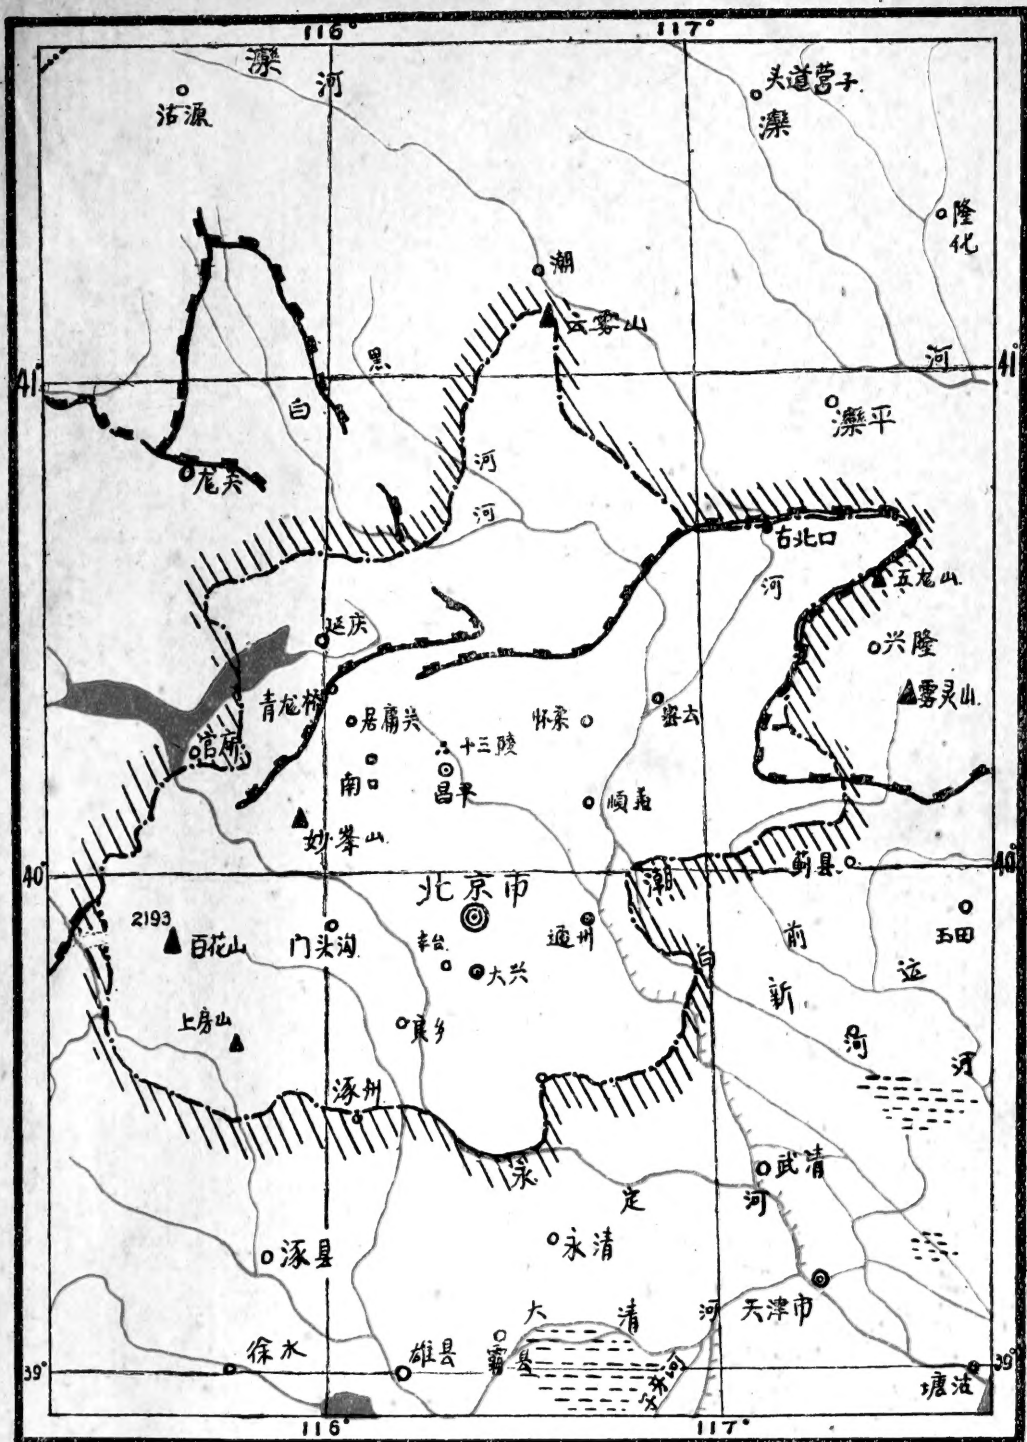 116°
117°
滦
河
沽源
头道营子
滦
隆化
潮
云雾山
黑
41°
河
41°
白
滦平
龙关
河
河
古北口
河
五龙山
延庆
兴隆
青龙桥
雾灵山
居庸关
怀柔
密云
官厅
十三陵
南口
昌平
顺义
妙峯山
40°
潮
蓟县
40°
北京市
2193
百花山
门头沟
丰台
通州
白
前
玉田
大兴
新
运
上房山
良乡
河
河
涿州
永
定
河
武清
涿县
永清
大
清
河
天津市
徐水
雄县
霸县
39°
39°
塘沽
116°
117°